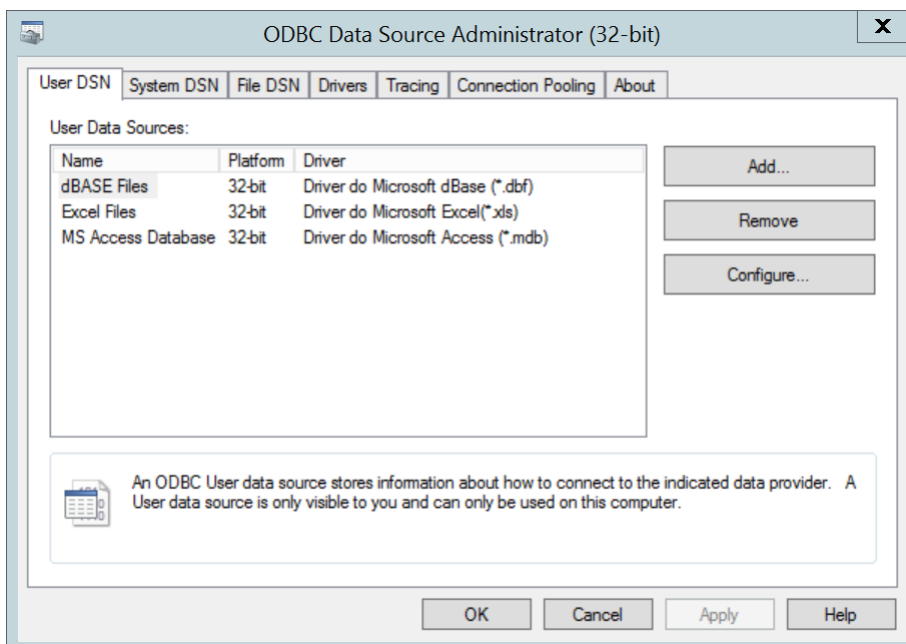 ODBC Data Source Administrator (32-bit)
X
User DSN System DSN File DSN Drivers Tracing Connection Pooling About
User Data Sources:
Name Platform Driver
dBASE Files 32-bit Driver do Microsoft dBase (*.dbf)
Excel Files 32-bit Driver do Microsoft Excel(*.xls)
MS Access Database 32-bit Driver do Microsoft Access (*.mdb)
Add...
Remove
Configure...
An ODBC User data source stores information about how to connect to the indicated data provider. A
User data source is only visible to you and can only be used on this computer.
OK Cancel Apply Help